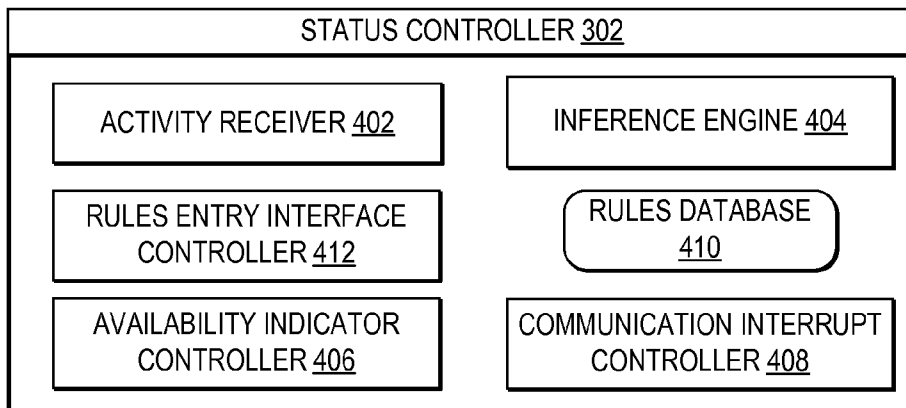 STATUS CONTROLLER 302
ACTIVITY RECEIVER 402
INFERENCE ENGINE 404
RULES ENTRY INTERFACE
CONTROLLER 412
RULES DATABASE
410
AVAILABILITY INDICATOR
CONTROLLER 406
COMMUNICATION INTERRUPT
CONTROLLER 408